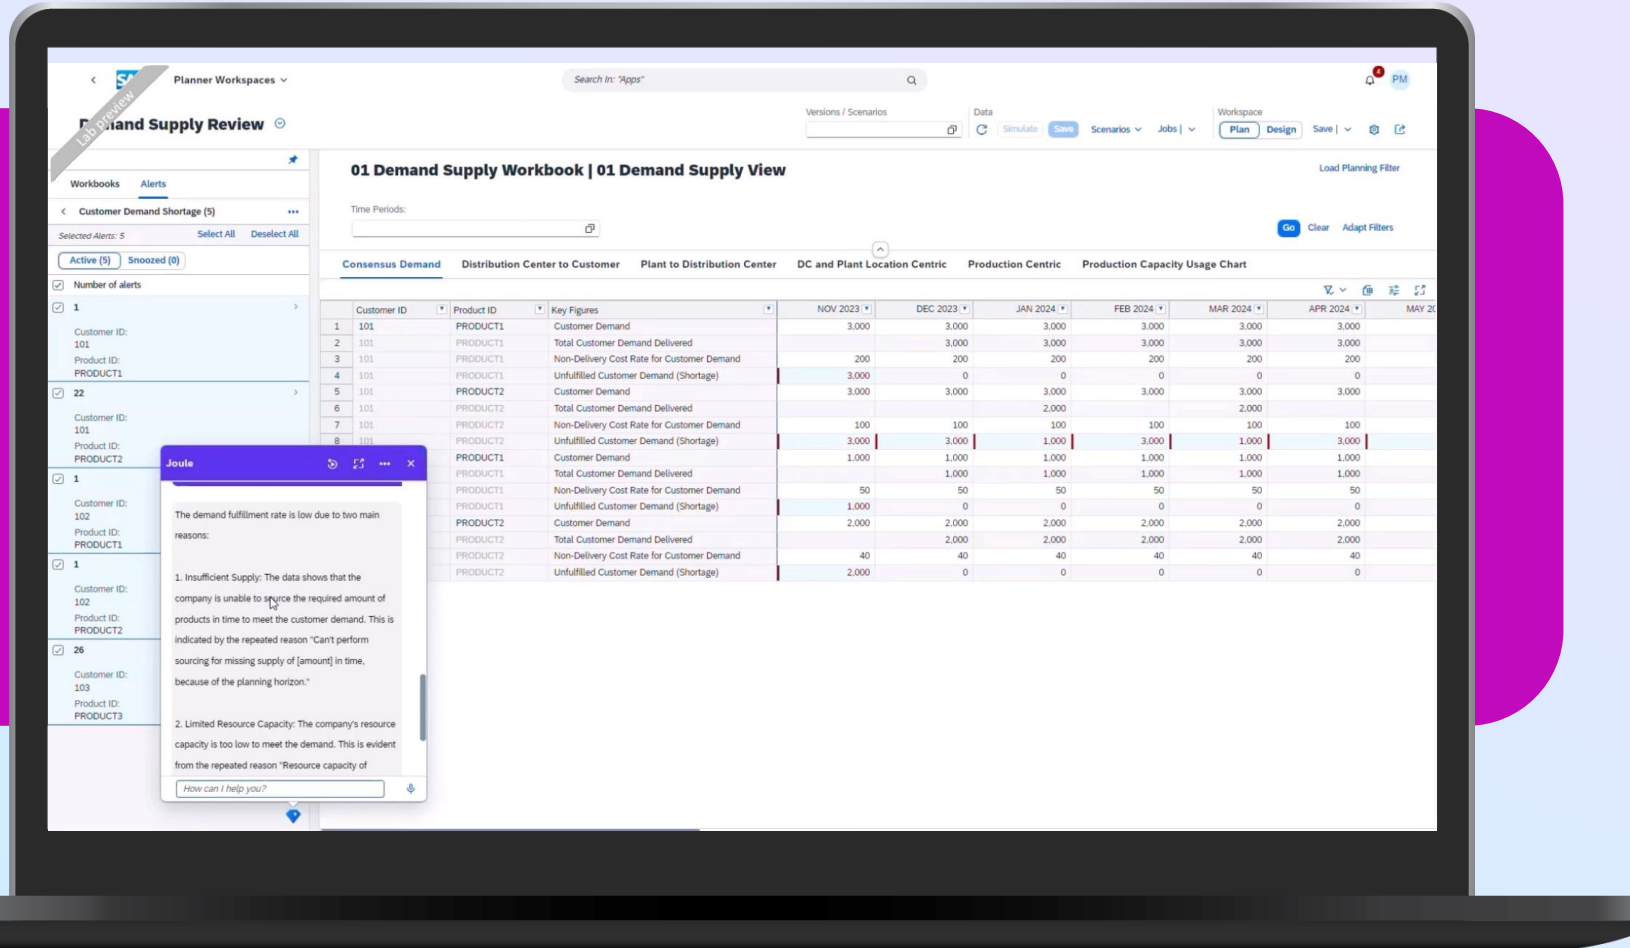 SA
Planner Workspaces
Search In: "Apps"
4
PM
Lab preview
and Supply Review
Versions / Scenarios
Data
Simulate
Save
Scenarios
Jobs |
Workspace
Plan
Design
Save |
Workbooks
Alerts
Customer Demand Shortage (5)
Selected Alerts: 5
Select All
Deselect All
Active (5)
Snoozed (0)
Number of alerts
1
Customer ID:
101
Product ID:
PRODUCT1
22
Customer ID:
101
Product ID:
PRODUCT2
1
Customer ID:
102
Product ID:
PRODUCT1
1
Customer ID:
102
Product ID:
PRODUCT2
26
Customer ID:
103
Product ID:
PRODUCT3
01 Demand Supply Workbook | 01 Demand Supply View
Load Planning Filter
Time Periods:
Go
Clear
Adapt Filters
Consensus Demand
Distribution Center to Customer
Plant to Distribution Center
DC and Plant Location Centric
Production Centric
Production Capacity Usage Chart
Customer ID Product ID Key Figures NOV 2023 DEC 2023 JAN 2024 FEB 2024 MAR 2024 APR 2024 MAY 20
1 101 PRODUCT1 Customer Demand 3,000 3,000 3,000 3,000 3,000 3,000
2 101 PRODUCT1 Total Customer Demand Delivered 3,000 3,000 3,000 3,000 3,000
3 101 PRODUCT1 Non-Delivery Cost Rate for Customer Demand 200 200 200 200 200 200
4 101 PRODUCT1 Unfulfilled Customer Demand (Shortage) 3,000 0 0 0 0 0
5 101 PRODUCT2 Customer Demand 3,000 3,000 3,000 3,000 3,000 3,000
6 101 PRODUCT2 Total Customer Demand Delivered 2,000 2,000
7 101 PRODUCT2 Non-Delivery Cost Rate for Customer Demand 100 100 100 100 100 100
8 101 PRODUCT2 Unfulfilled Customer Demand (Shortage) 3,000 3,000 1,000 3,000 1,000 3,000
PRODUCT1 Customer Demand 1,000 1,000 1,000 1,000 1,000 1,000
PRODUCT1 Total Customer Demand Delivered 1,000 1,000 1,000 1,000 1,000
PRODUCT1 Non-Delivery Cost Rate for Customer Demand 50 50 50 50 50 50
PRODUCT1 Unfulfilled Customer Demand (Shortage) 1,000 0 0 0 0 0
PRODUCT2 Customer Demand 2,000 2,000 2,000 2,000 2,000 2,000
PRODUCT2 Total Customer Demand Delivered 2,000 2,000 2,000 2,000 2,000
PRODUCT2 Non-Delivery Cost Rate for Customer Demand 40 40 40 40 40 40
PRODUCT2 Unfulfilled Customer Demand (Shortage) 2,000 0 0 0 0 0
Joule
The demand fulfillment rate is low due to two main
reasons:
1. Insufficient Supply: The data shows that the
company is unable to source the required amount of
products in time to meet the customer demand. This is
indicated by the repeated reason "Can't perform
sourcing for missing supply of [amount] in time,
because of the planning horizon."
2. Limited Resource Capacity: The company's resource
capacity is too low to meet the demand. This is evident
from the repeated reason "Resource capacity of
How can I help you?